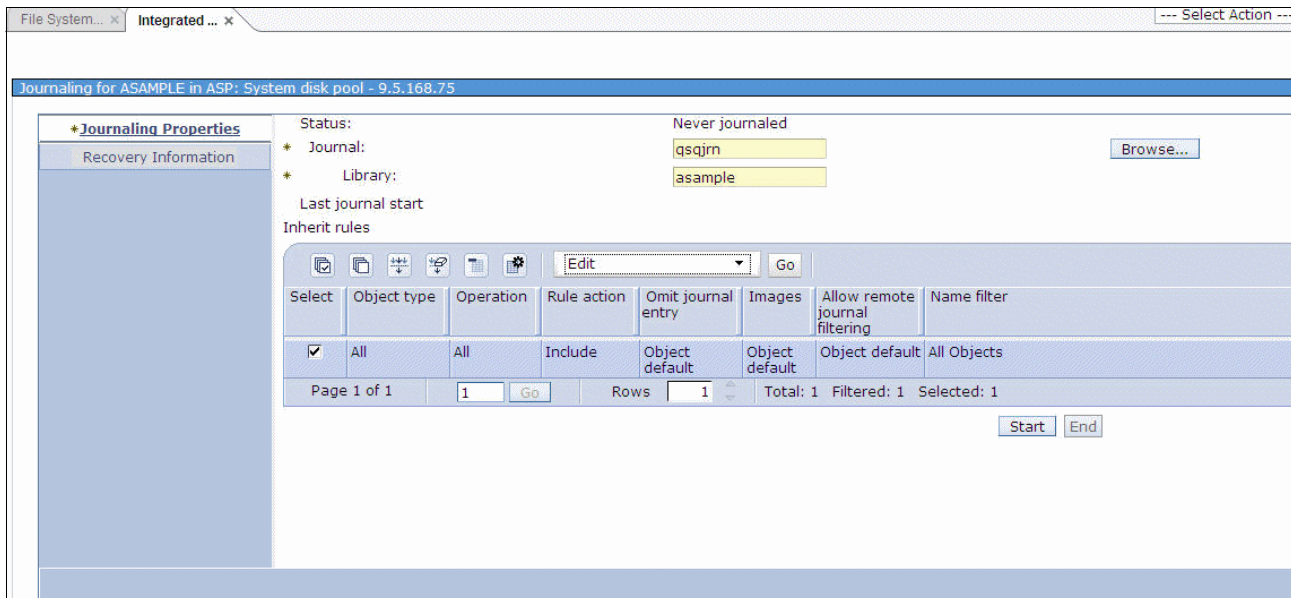 File System... ×
Integrated ... ×
--- Select Action ---
Journaling for ASAMPLE in ASP: System disk pool - 9.5.168.75
*Journaling Properties
Recovery Information
Status: Never journaled
* Journal: qsqjrn Browse...
* Library: asample
Last journal start
Inherit rules
Edit Go
Select Object type Operation Rule action Omit journal entry Images Allow remote journal filtering Name filter
All All Include Object default Object default Object default All Objects
Page 1 of 1 1 Go Rows 1 Total: 1 Filtered: 1 Selected: 1
Start End